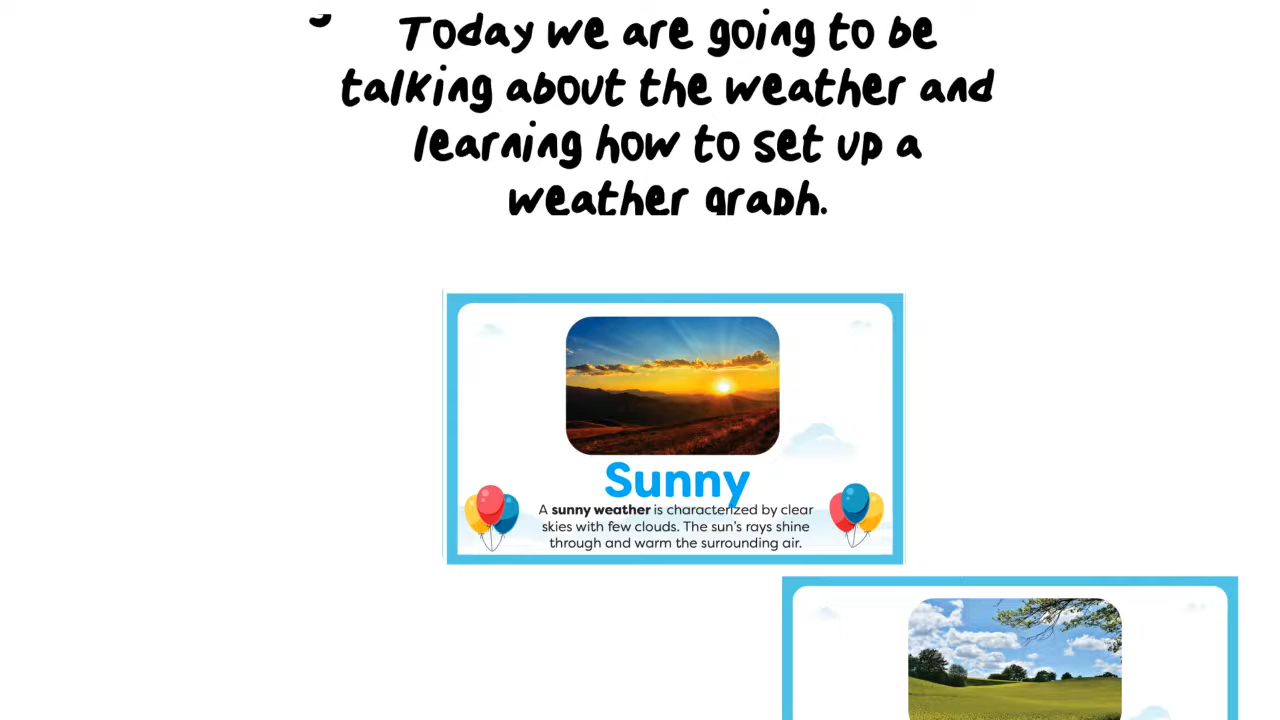 Today we are going to be
talking about the weather and
learning how to set up a
weather graph.
Sunny
A sunny weather is characterized by clear
skies with few clouds. The sun's rays shine
through and warm the surrounding air.